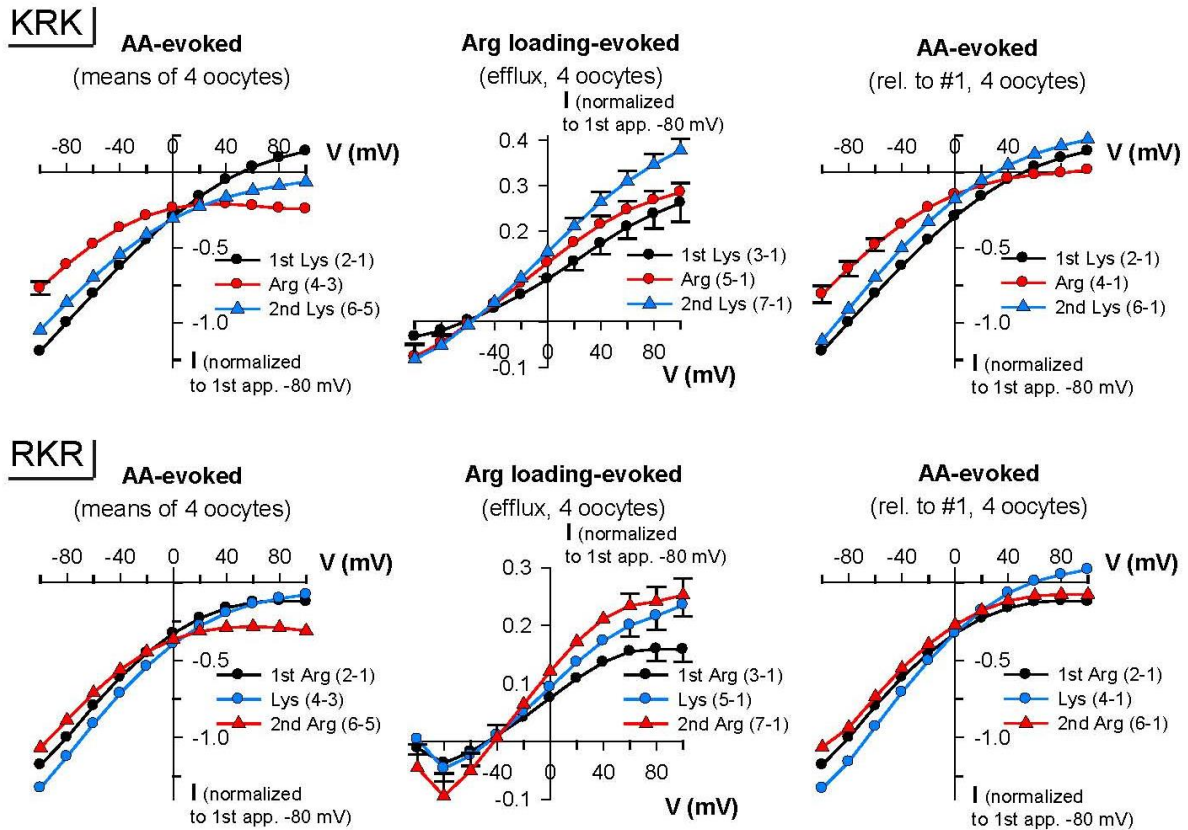 KRK
AA-evoked
(means of 4 oocytes)
-80 -40 0 40 80
V (mV)
-0.5
-1.0
1st Lys (2-1)
Arg (4-3)
2nd Lys (6-5)
I (normalized
to 1st app. -80 mV)
Arg loading-evoked
(efflux, 4 oocytes)
I (normalized
to 1st app. -80 mV)
0.4
0.3
0.2
1st Lys (3-1)
Arg (5-1)
2nd Lys (7-1)
-40 0 40 80
-0.1
V (mV)
AA-evoked
(rel. to #1, 4 oocytes)
-80 -40 0 40 80
V (mV)
-0.5
-1.0
1st Lys (2-1)
Arg (4-1)
2nd Lys (6-1)
I (normalized
to 1st app. -80 mV)
RKR
AA-evoked
(means of 4 oocytes)
-80 -40 0 40 80
V (mV)
-0.5
-1.0
1st Arg (2-1)
Lys (4-3)
2nd Arg (6-5)
I (normalized
to 1st app. -80 mV)
Arg loading-evoked
(efflux, 4 oocytes)
I (normalized
to 1st app. -80 mV)
0.3
0.2
0.1
1st Arg (3-1)
Lys (5-1)
2nd Arg (7-1)
-40 0 40 80
-0.1
V (mV)
AA-evoked
(rel. to #1, 4 oocytes)
-80 -40 0 40 80
V (mV)
-0.5
-1.0
1st Arg (2-1)
Lys (4-1)
2nd Arg (6-1)
I (normalized
to 1st app. -80 mV)